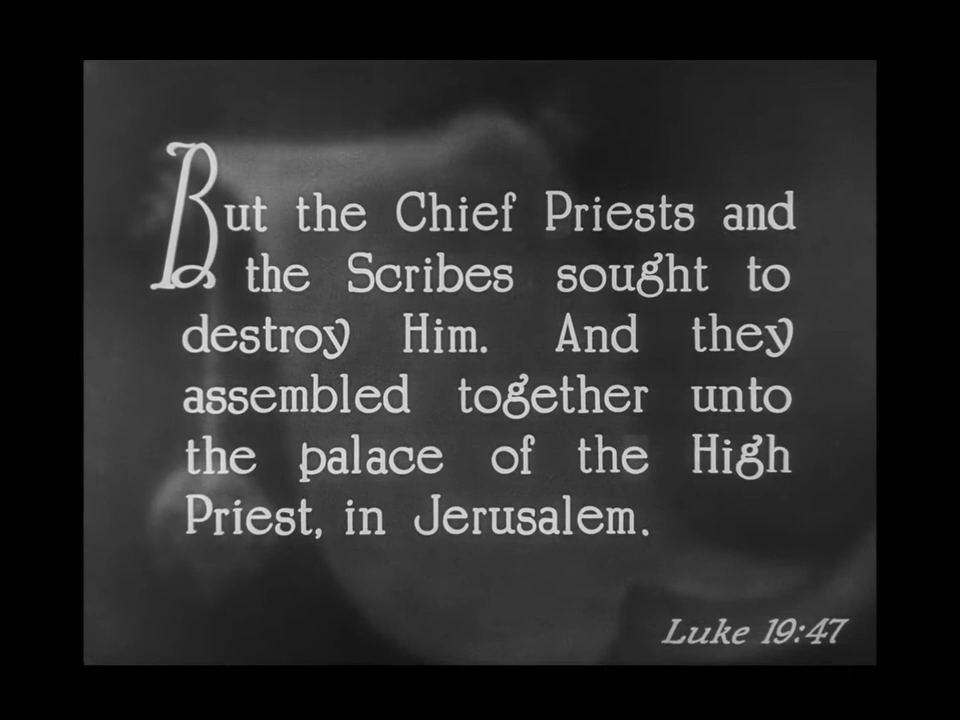 But the Chief Priests and
the Scribes sought to
destroy Him. And they
assembled together unto
the palace of the High
Priest, in Jerusalem.
Luke 19:47